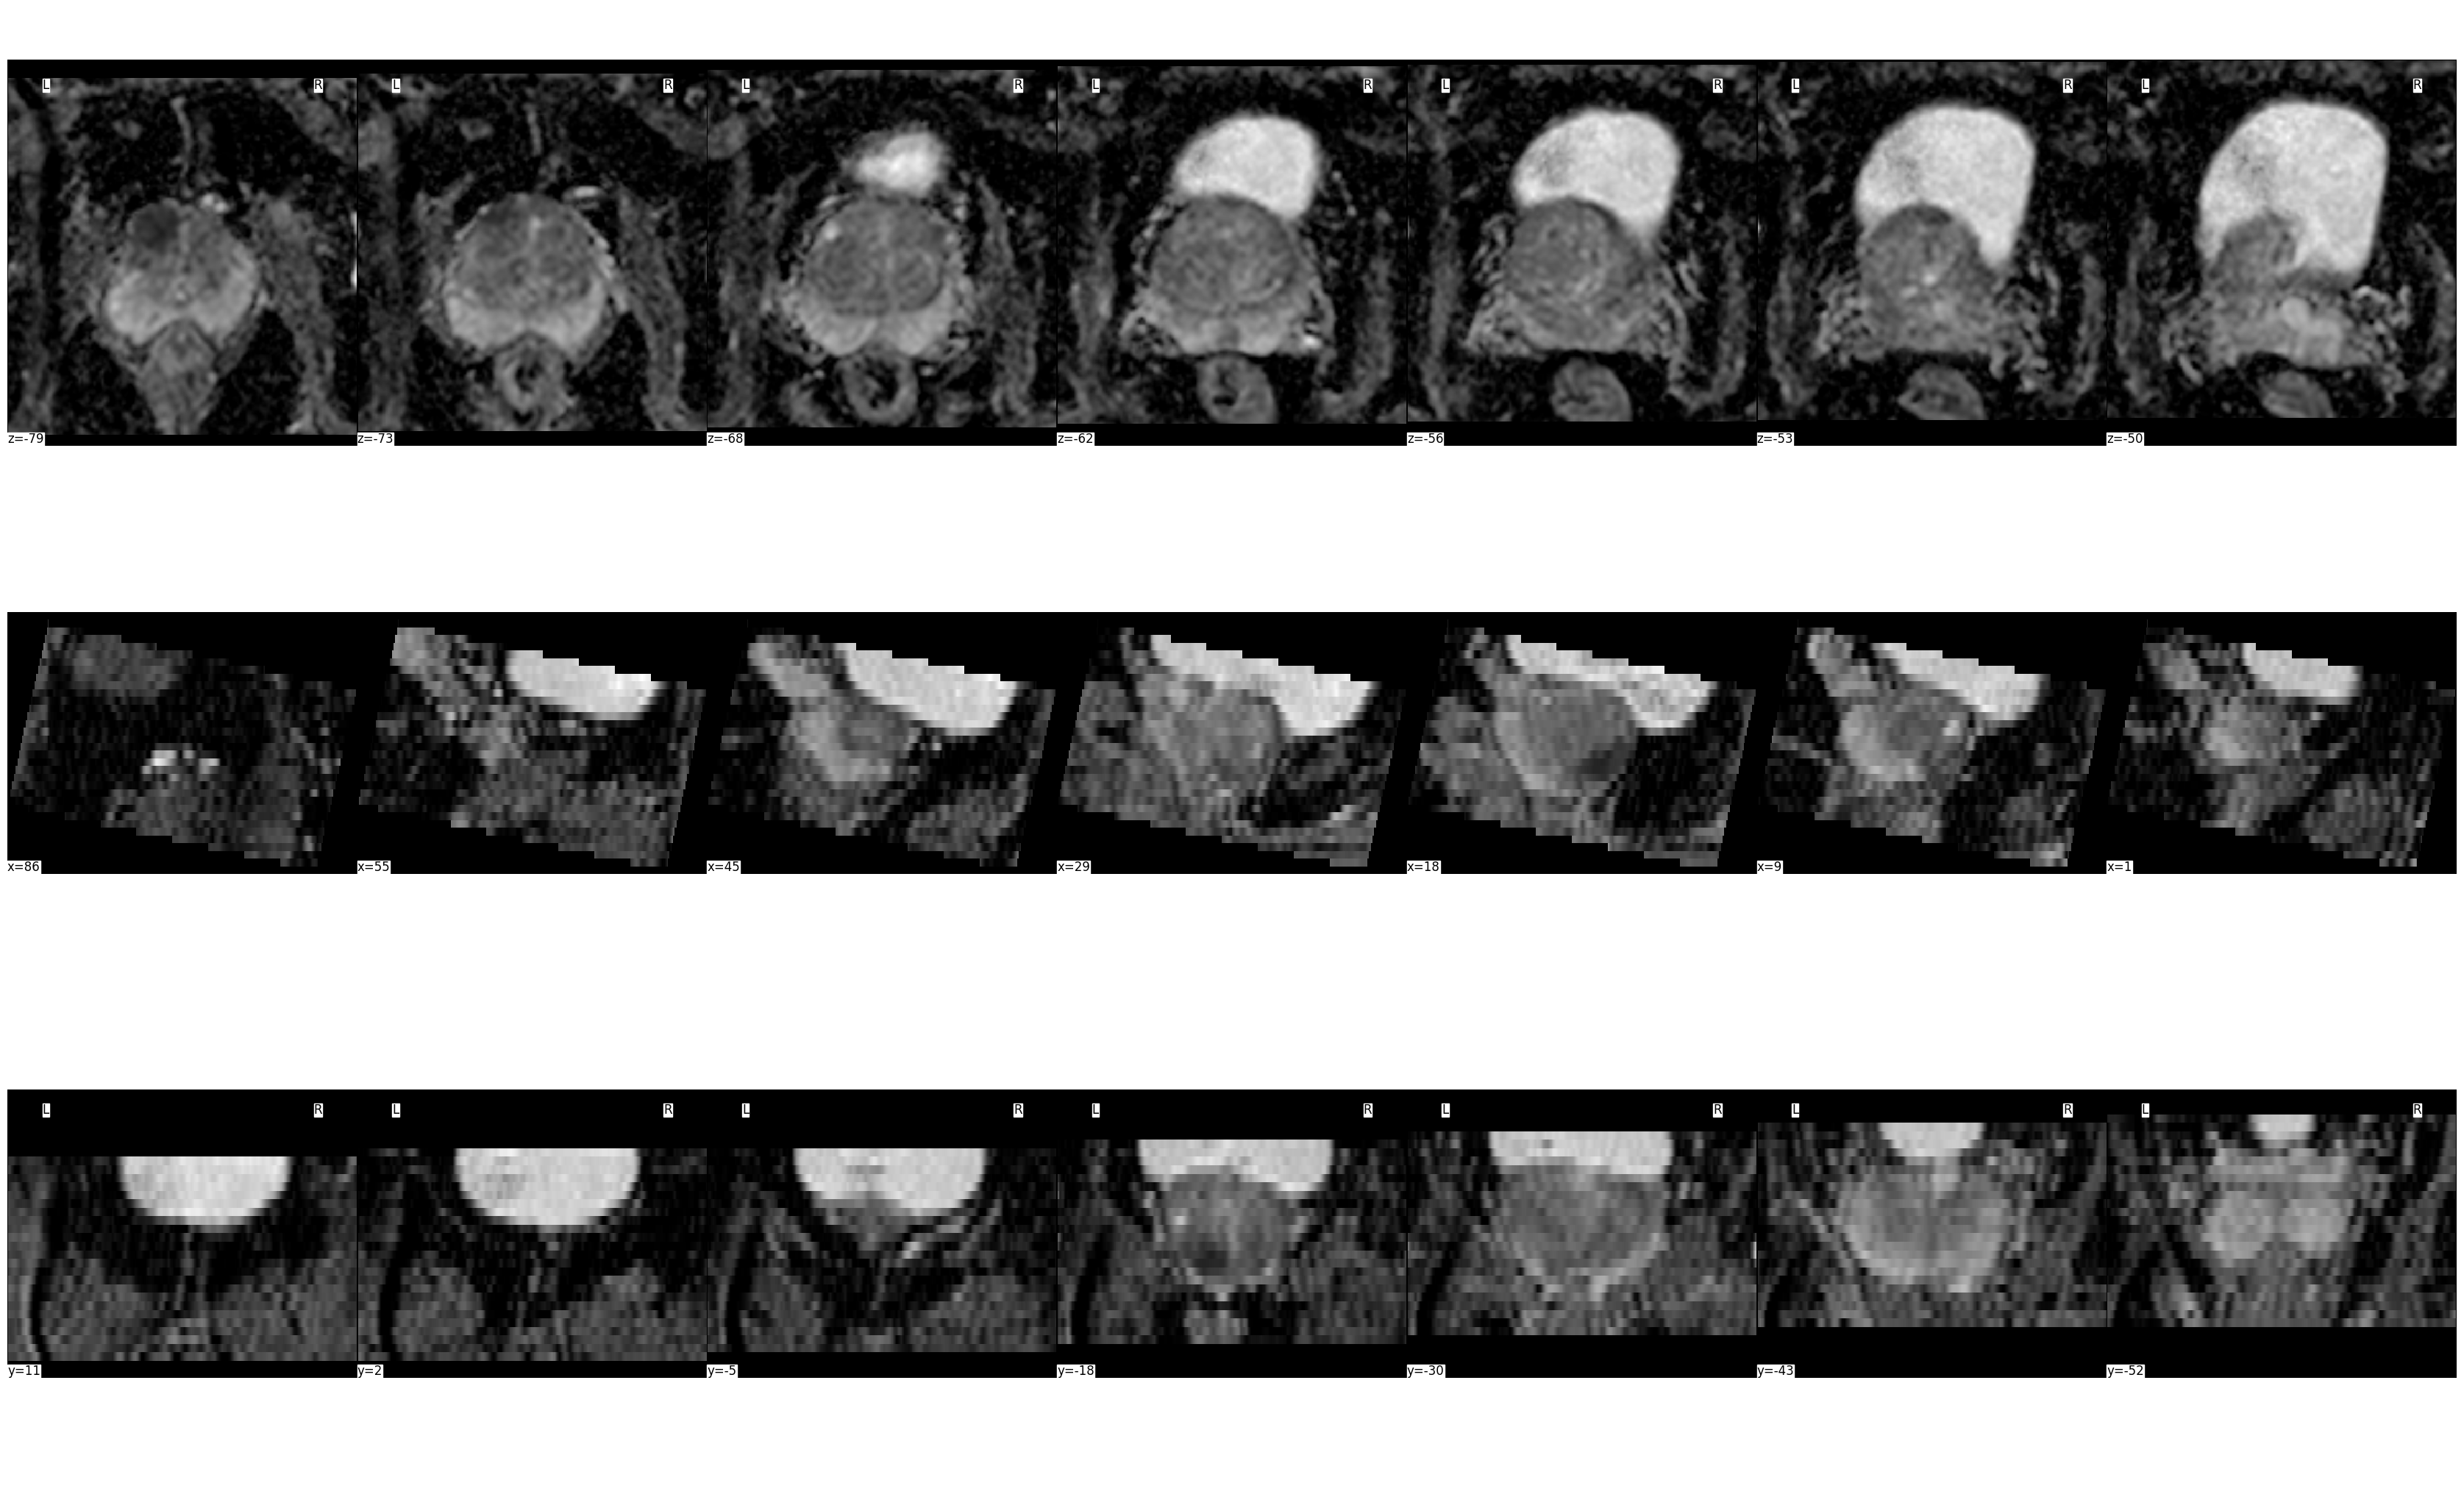 L R L R L R L R L R L R L R
z=-79 z=-73 z=-68 z=-62 z=-56 z=-53 z=-50
x=86 x=55 x=45 x=29 x=18 x=9 x=1
L R L R L R L R L R L R L R
y=11 y=2 y=-5 y=-18 y=-30 y=-43 y=-52